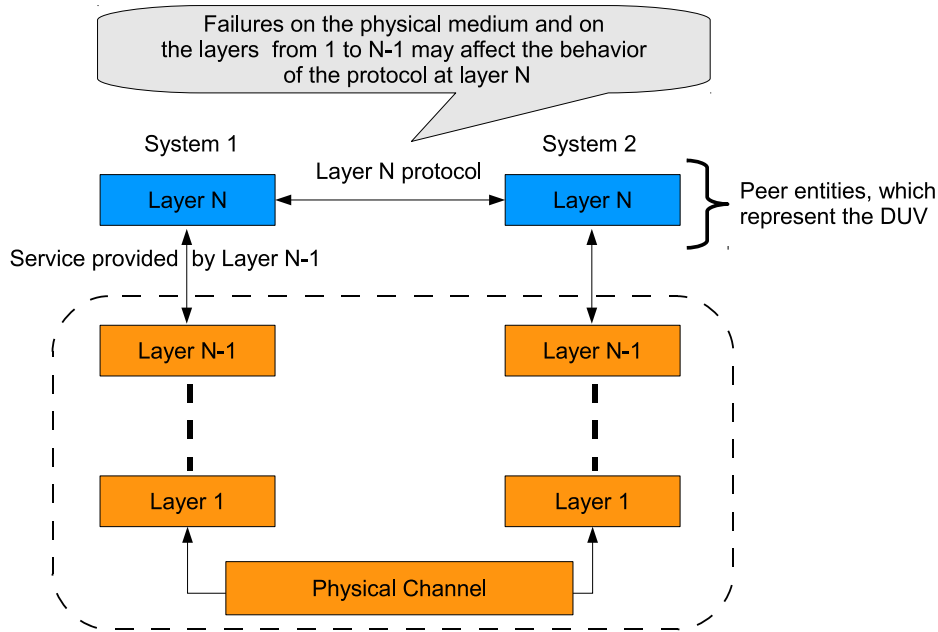 Failures on the physical medium and on
the layers from 1 to N-1 may affect the behavior
of the protocol at layer N
System 1
System 2
Layer N protocol
Layer N
Layer N
Peer entities, which
represent the DUV
Service provided by Layer N-1
Layer N-1
Layer N-1
Layer 1
Layer 1
Physical Channel